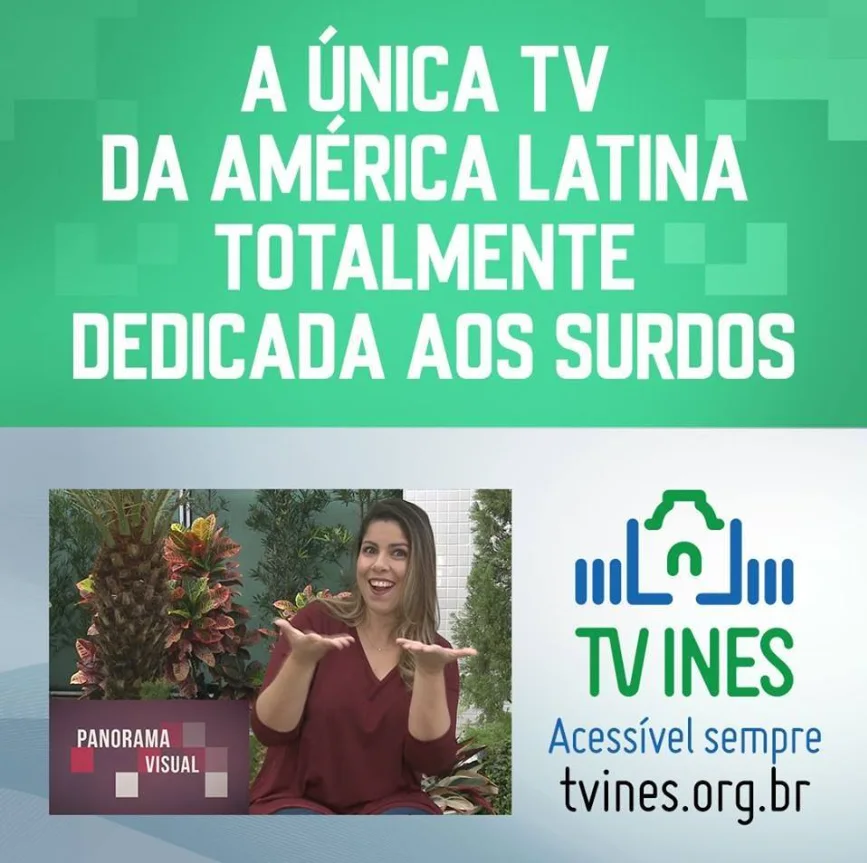 A ÚNICA TV
DA AMÉRICA LATINA
TOTALMENTE
DEDICADA AOS SURDOS
PANORAMA
VISUAL
TV INES
Acessível sempre
tvines.org.br